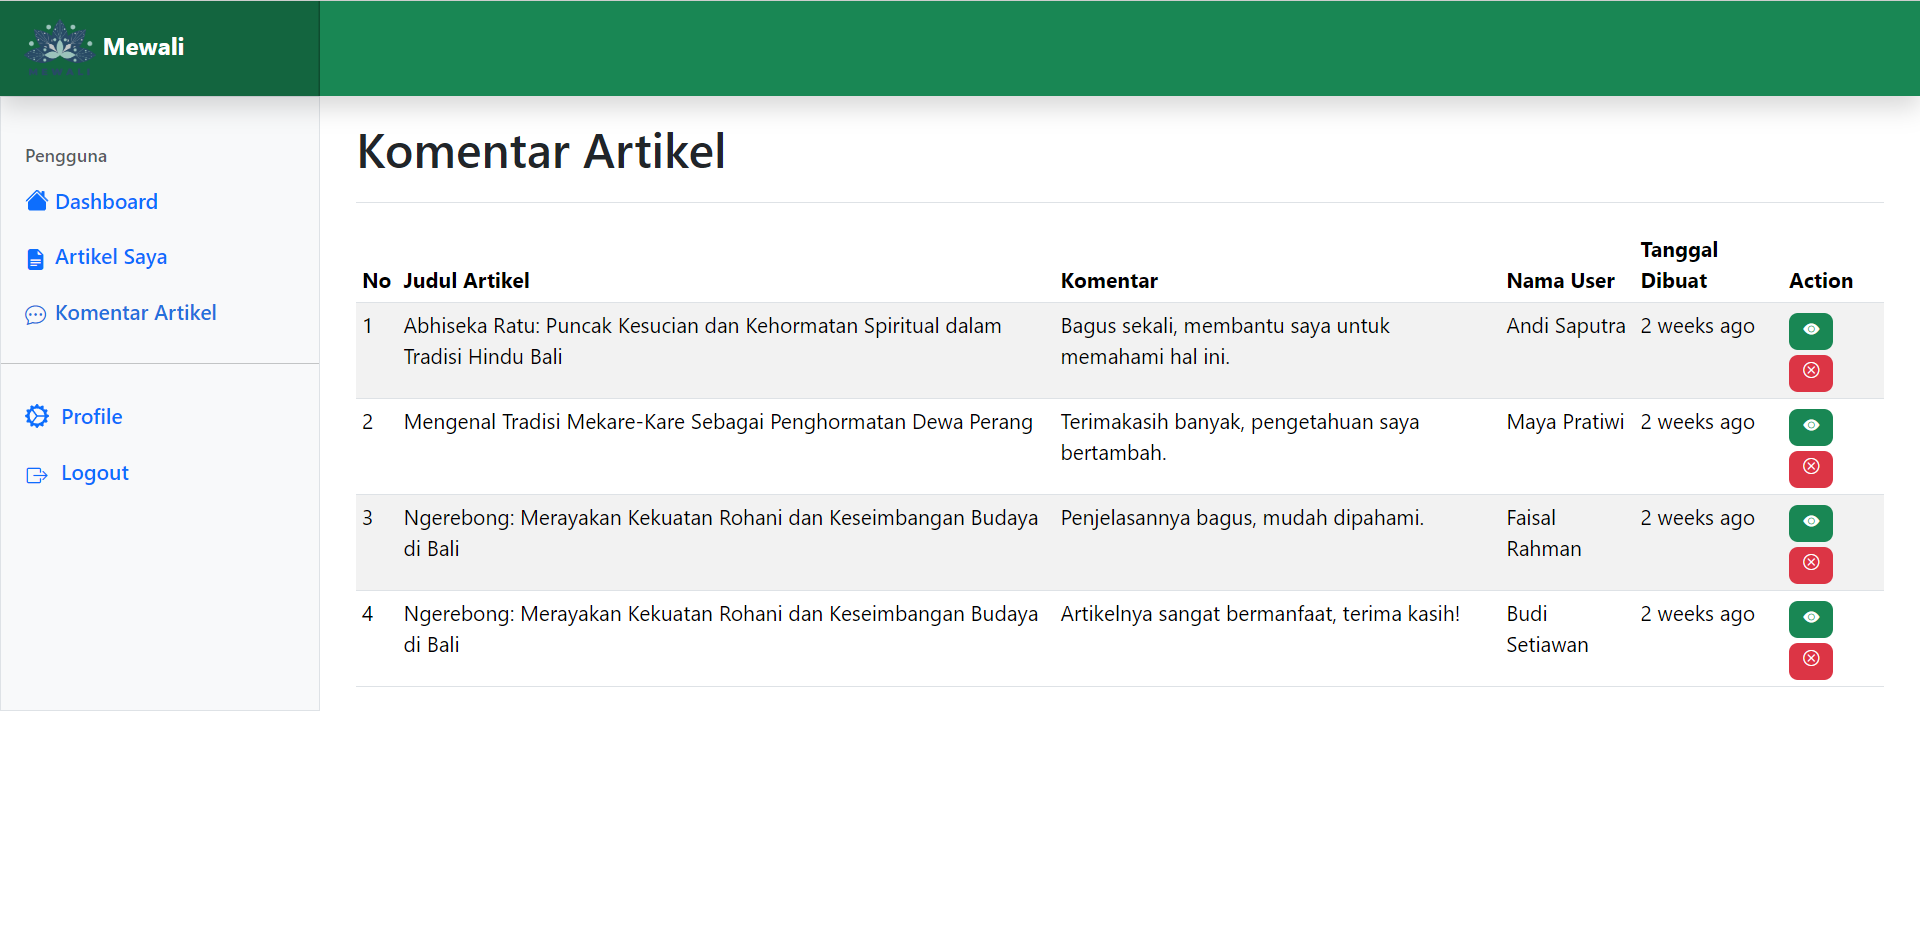 Mewali
MEWALI
Pengguna
Dashboard
Artikel Saya
Komentar Artikel
Profile
Logout
Komentar Artikel
No Judul Artikel Komentar Nama User Tanggal Dibuat Action
1 Abhiseka Ratu: Puncak Kesucian dan Kehormatan Spiritual dalam Bagus sekali, membantu saya untuk Andi Saputra 2 weeks ago
Tradisi Hindu Bali memahami hal ini.
2 Mengenal Tradisi Mekare-Kare Sebagai Penghormatan Dewa Perang Terimakasih banyak, pengetahuan saya Maya Pratiwi 2 weeks ago
bertambah.
3 Ngerebong: Merayakan Kekuatan Rohani dan Keseimbangan Budaya Penjelasannya bagus, mudah dipahami. Faisal 2 weeks ago
di Bali Rahman
4 Ngerebong: Merayakan Kekuatan Rohani dan Keseimbangan Budaya Artikelnya sangat bermanfaat, terima kasih! Budi 2 weeks ago
di Bali Setiawan